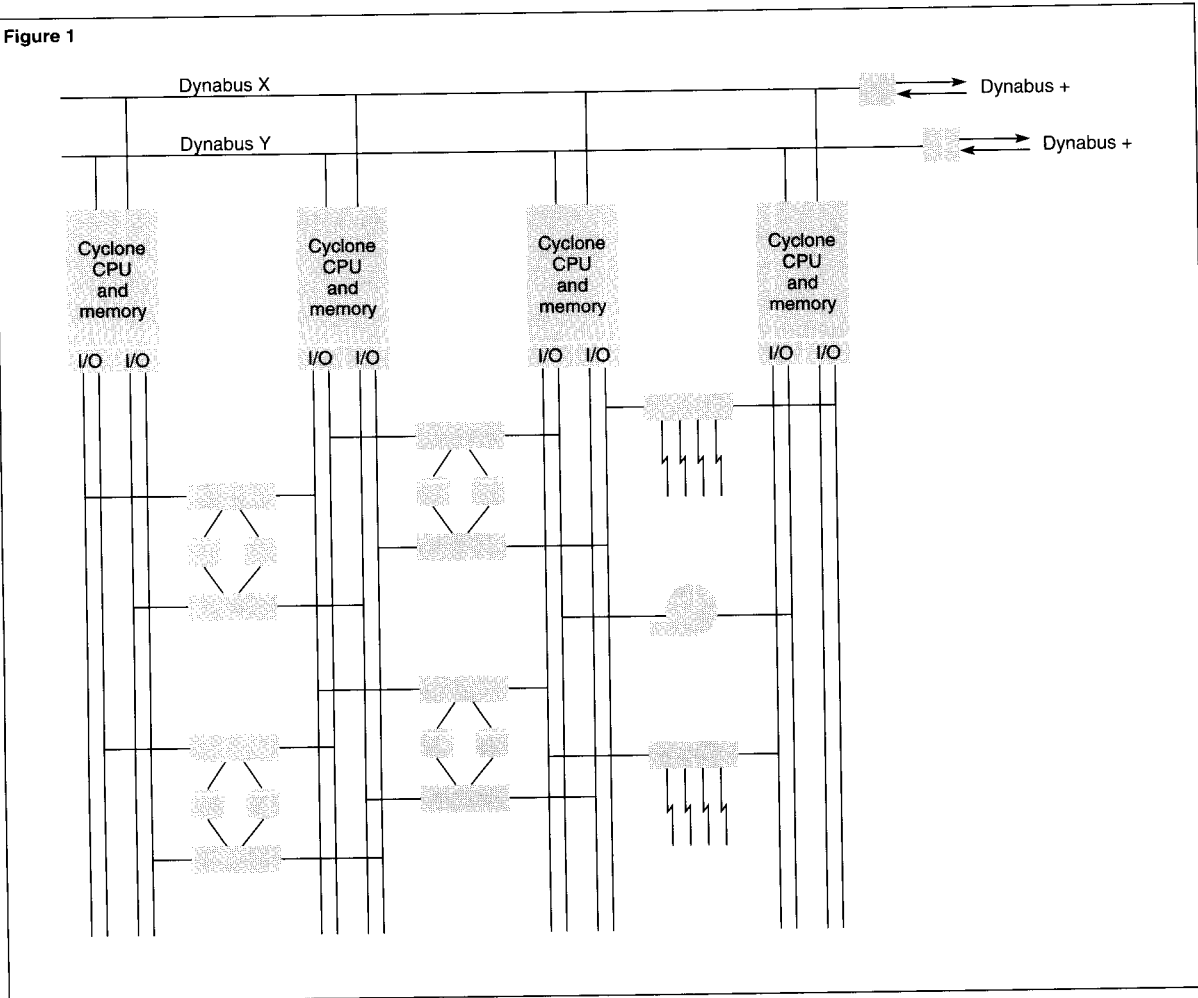 Figure 1
Dynabus X
Dynabus +
Dynabus Y
Dynabus +
Cyclone
CPU
and
memory
I/O I/O
Cyclone
CPU
and
memory
I/O I/O
Cyclone
CPU
and
memory
I/O I/O
Cyclone
CPU
and
memory
I/O I/O